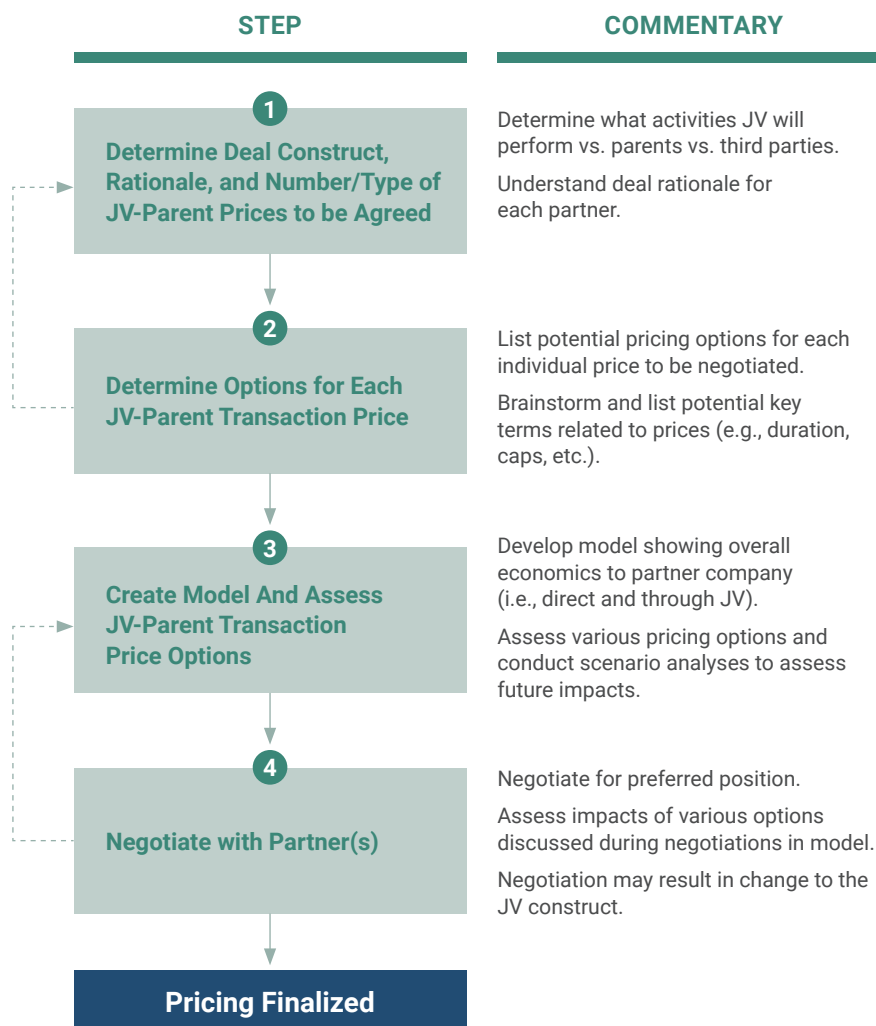 STEP
COMMENTARY
1
Determine Deal Construct,
Rationale, and Number/Type of
JV-Parent Prices to be Agreed
Determine what activities JV will
perform vs. parents vs. third parties.
Understand deal rationale for
each partner.
2
Determine Options for Each
JV-Parent Transaction Price
List potential pricing options for each
individual price to be negotiated.
Brainstorm and list potential key
terms related to prices (e.g., duration,
caps, etc.).
3
Create Model And Assess
JV-Parent Transaction
Price Options
Develop model showing overall
economics to partner company
(i.e., direct and through JV).
Assess various pricing options and
conduct scenario analyses to assess
future impacts.
4
Negotiate with Partner(s)
Negotiate for preferred position.
Assess impacts of various options
discussed during negotiations in model.
Negotiation may result in change to the
JV construct.
Pricing Finalized